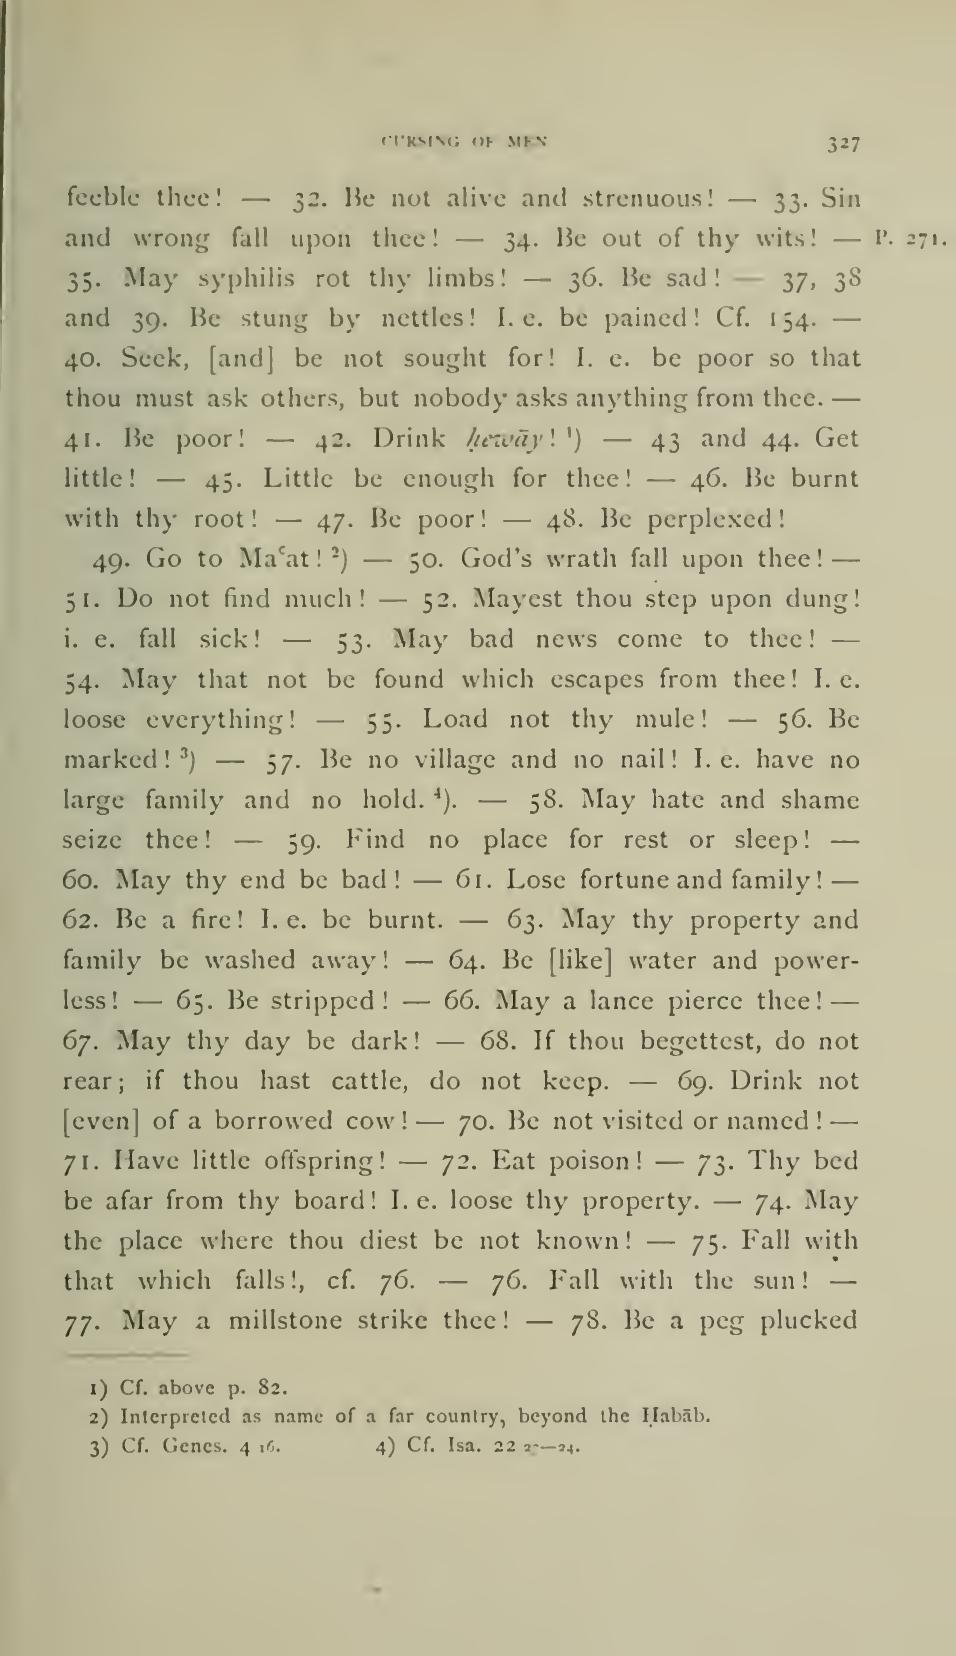 CURSING OF MEN 327
feeble thee! — 32. Be not alive and strenuous! — 33. Sin
and wrong fall upon thee! — 34. Be out of thy wits! — P. 271.
35. May syphilis rot thy limbs! — 36. Be sad! — 37, 38
and 39. Be stung by nettles! I. e. be pained! Cf. 154. —
40. Seek, [and] be not sought for! I. e. be poor so that
thou must ask others, but nobody asks anything from thee. —
41. Be poor! — 42. Drink ḥewāy! ¹) — 43 and 44. Get
little! — 45. Little be enough for thee! — 46. Be burnt
with thy root! — 47. Be poor! — 48. Be perplexed!
49. Go to Maʿat! ²) — 50. God's wrath fall upon thee! —
51. Do not find much! — 52. Mayest thou step upon dung!
i. e. fall sick! — 53. May bad news come to thee! —
54. May that not be found which escapes from thee! I. e.
loose everything! — 55. Load not thy mule! — 56. Be
marked! ³) — 57. Be no village and no nail! I. e. have no
large family and no hold. ⁴). — 58. May hate and shame
seize thee! — 59. Find no place for rest or sleep! —
60. May thy end be bad! — 61. Lose fortune and family! —
62. Be a fire! I. e. be burnt. — 63. May thy property and
family be washed away! — 64. Be [like] water and power-
less! — 65. Be stripped! — 66. May a lance pierce thee! —
67. May thy day be dark! — 68. If thou begettest, do not
rear; if thou hast cattle, do not keep. — 69. Drink not
[even] of a borrowed cow! — 70. Be not visited or named! —
71. Have little offspring! — 72. Eat poison! — 73. Thy bed
be afar from thy board! I. e. loose thy property. — 74. May
the place where thou diest be not known! — 75. Fall with
that which falls!, cf. 76. — 76. Fall with the sun! —
77. May a millstone strike thee! — 78. Be a peg plucked
1) Cf. above p. 82.
2) Interpreted as name of a far country, beyond the Ḥabāb.
3) Cf. Genes. 4 16. 4) Cf. Isa. 22